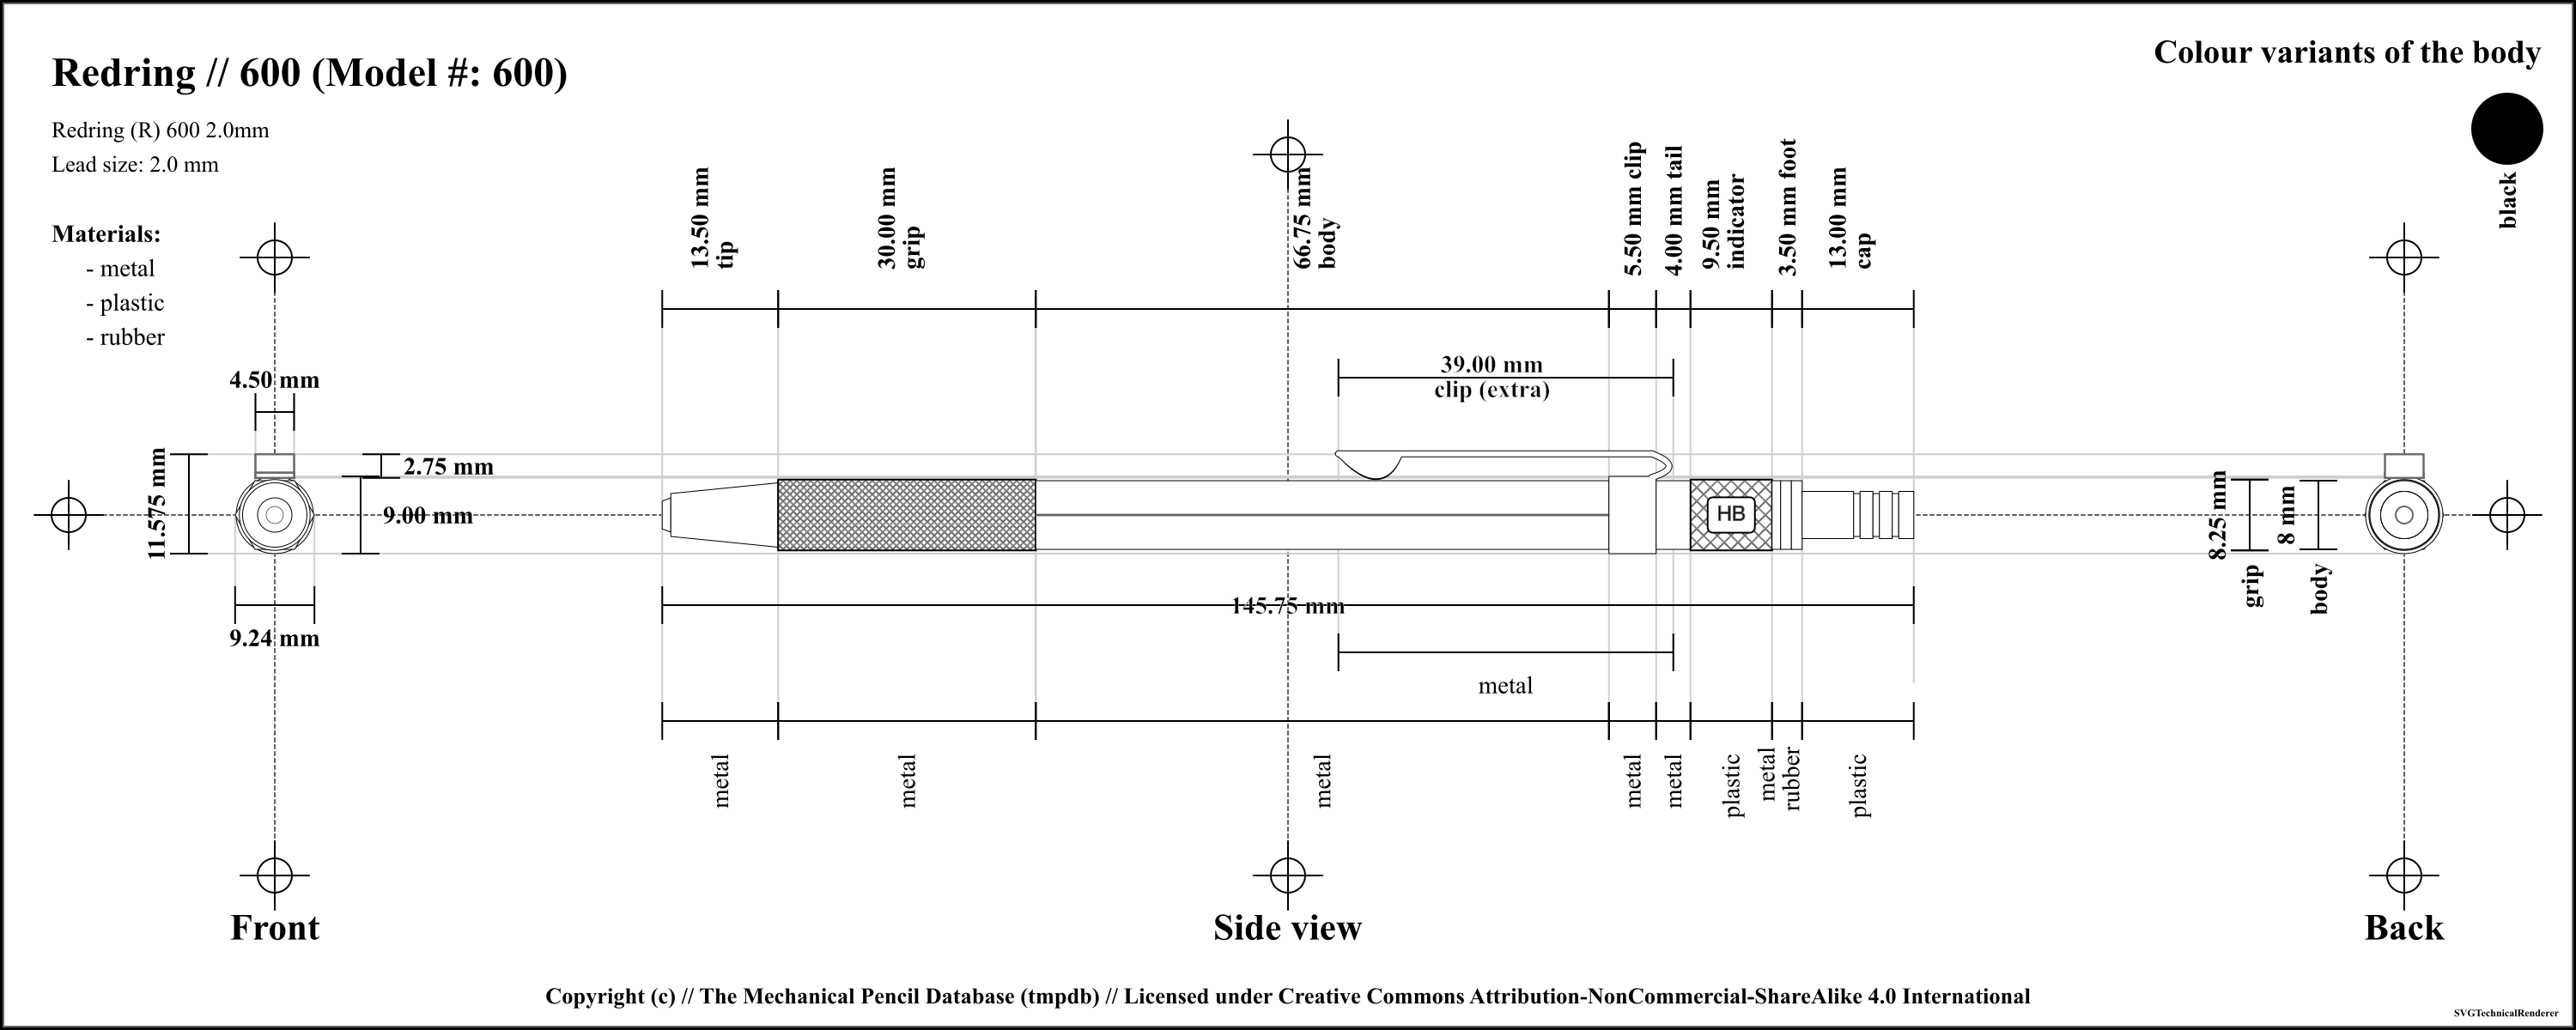 Redring // 600 (Model #: 600)
Redring (R) 600 2.0mm
Lead size: 2.0 mm
Materials:
- metal
- plastic
- rubber
Colour variants of the body
black
13.50 mm
tip
30.00 mm
grip
66.75 mm
body
5.50 mm clip
4.00 mm tail
9.50 mm
indicator
3.50 mm foot
13.00 mm
cap
39.00 mm
clip (extra)
4.50 mm
11.575 mm
2.75 mm
9.00 mm
9.24 mm
HB
8.25 mm
grip
8 mm
body
145.75 mm
metal
metal
metal
metal
metal
metal
plastic
metal
rubber
plastic
Front
Side view
Back
Copyright (c) // The Mechanical Pencil Database (tmpdb) // Licensed under Creative Commons Attribution-NonCommercial-ShareAlike 4.0 International
SVGTechnicalRenderer